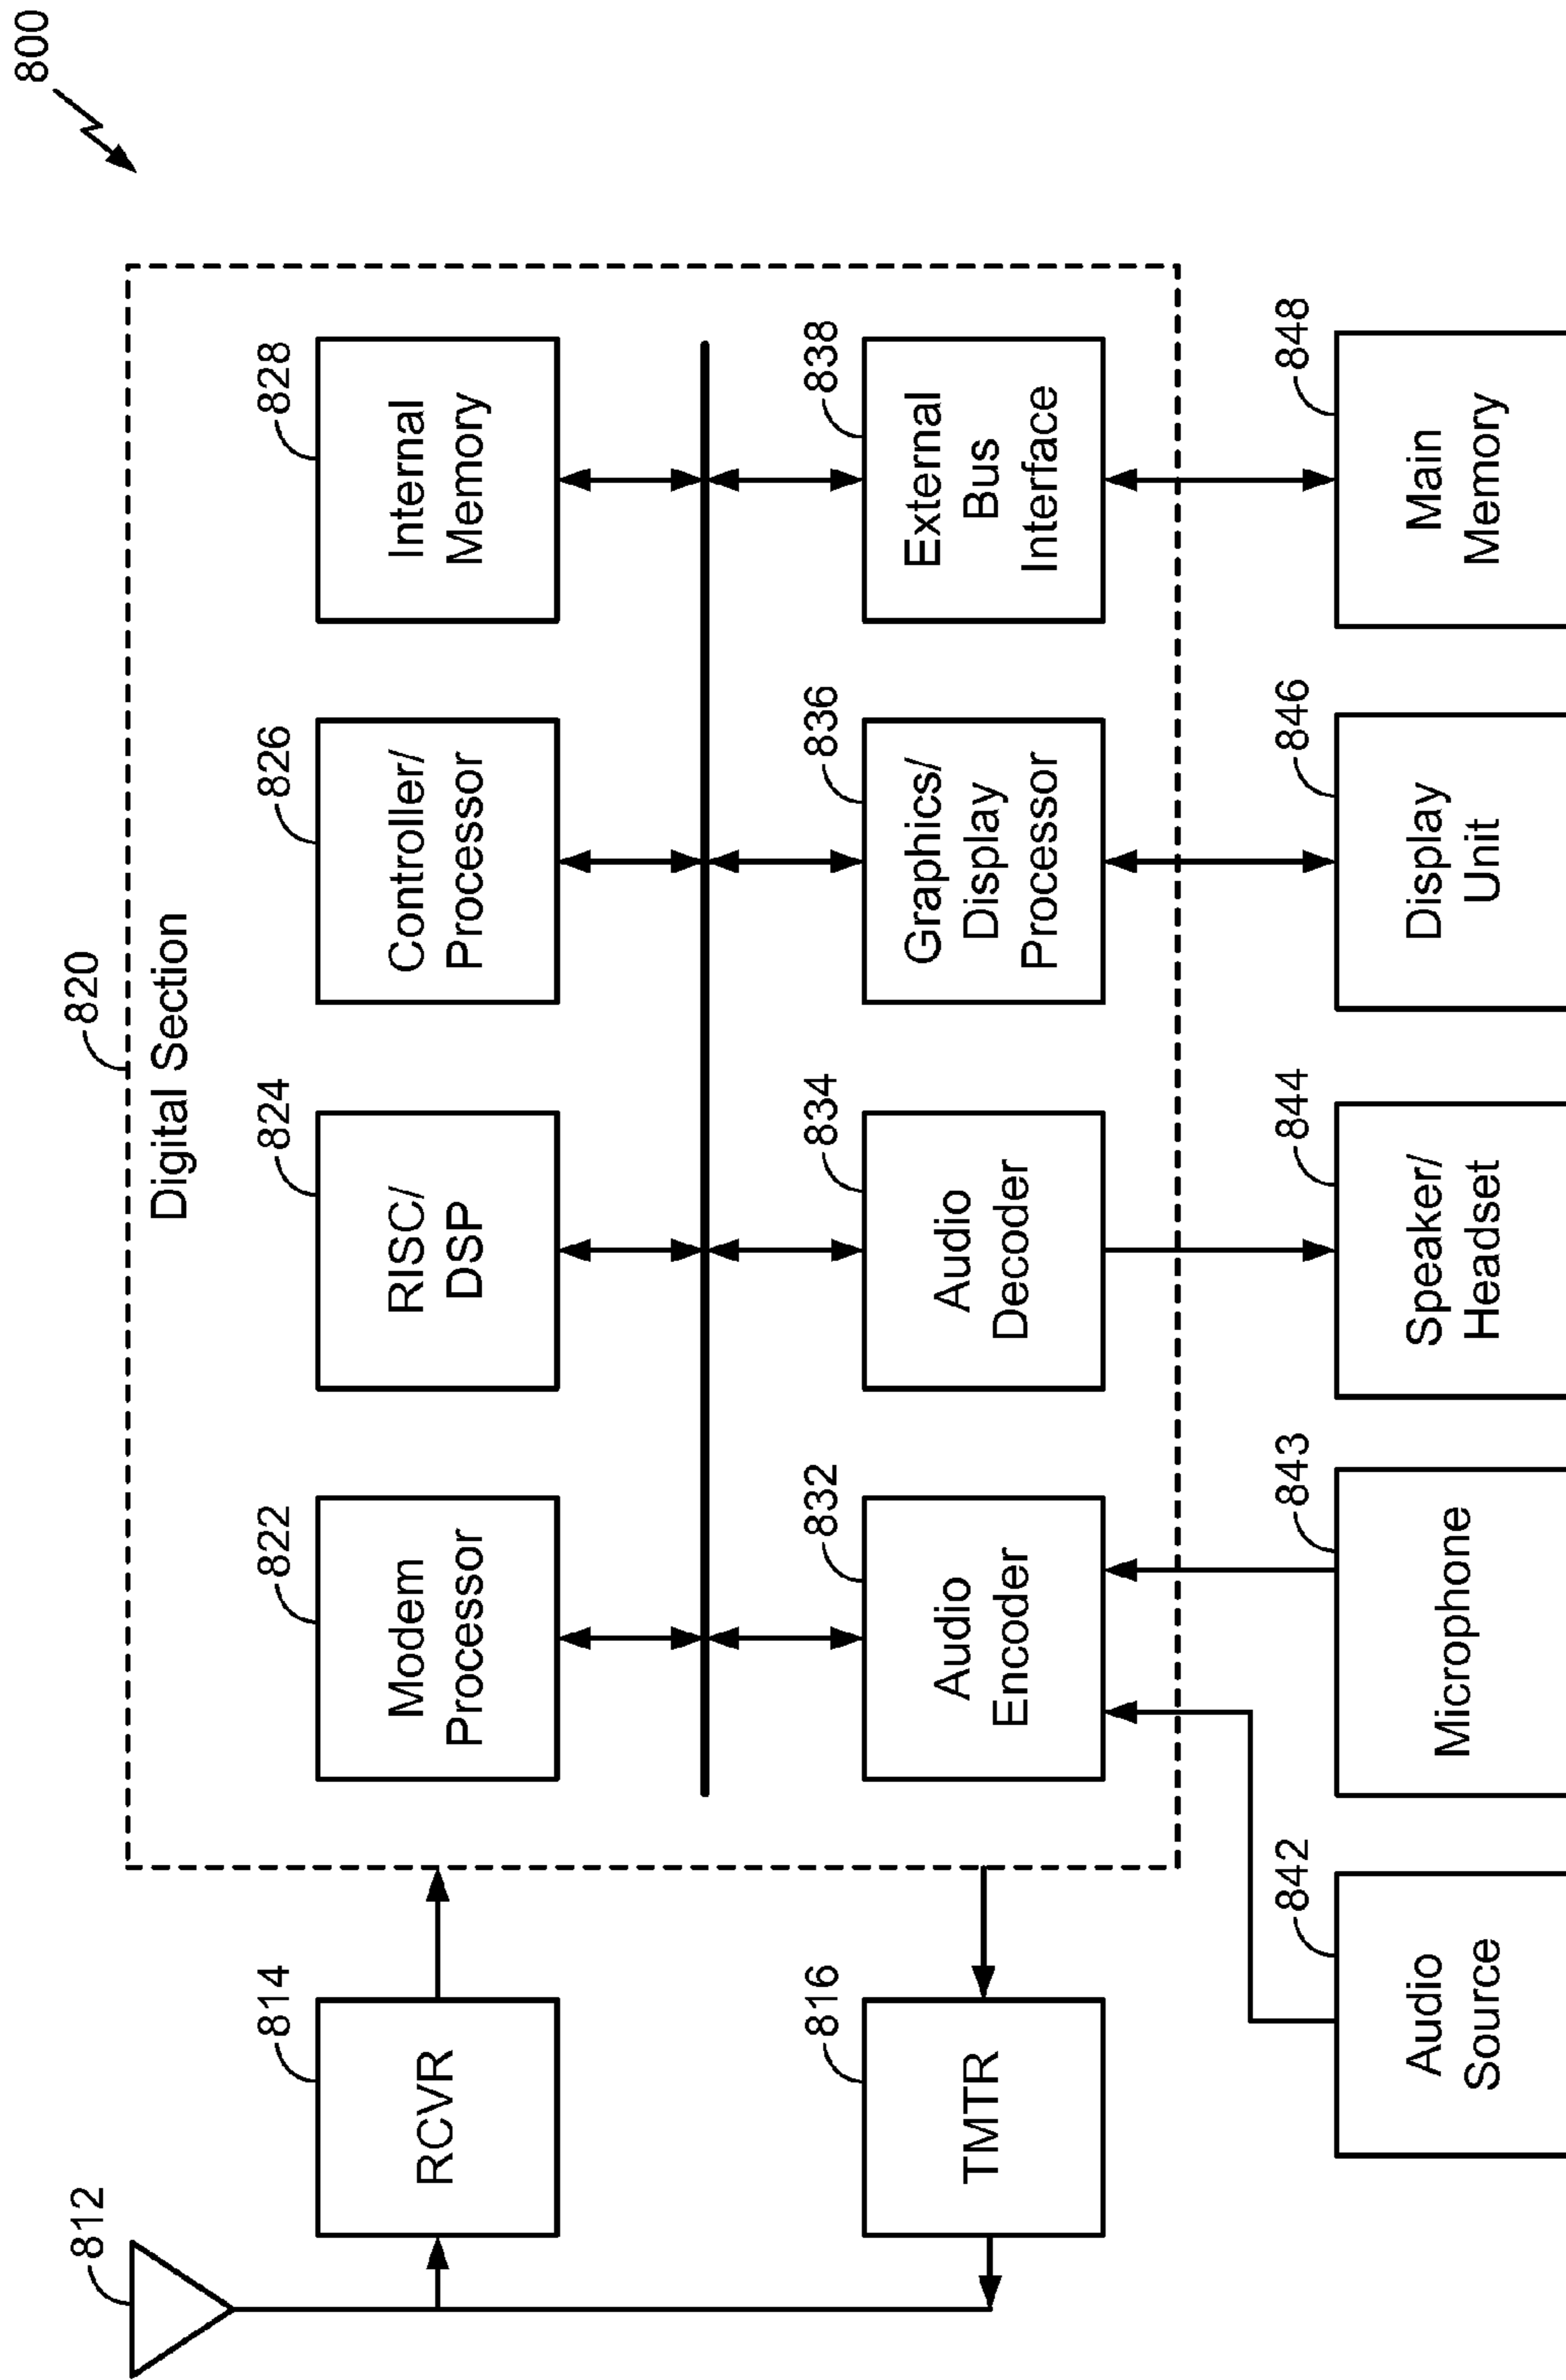 800
820
Digital Section
812
814
RCVR
822
Modem
Processor
824
RISC/
DSP
826
Controller/
Processor
828
Internal
Memory
816
TMTR
832
Audio
Encoder
834
Audio
Decoder
836
Graphics/
Display
Processor
838
External
Bus
Interface
842
Audio
Source
843
Microphone
844
Speaker/
Headset
846
Display
Unit
848
Main
Memory